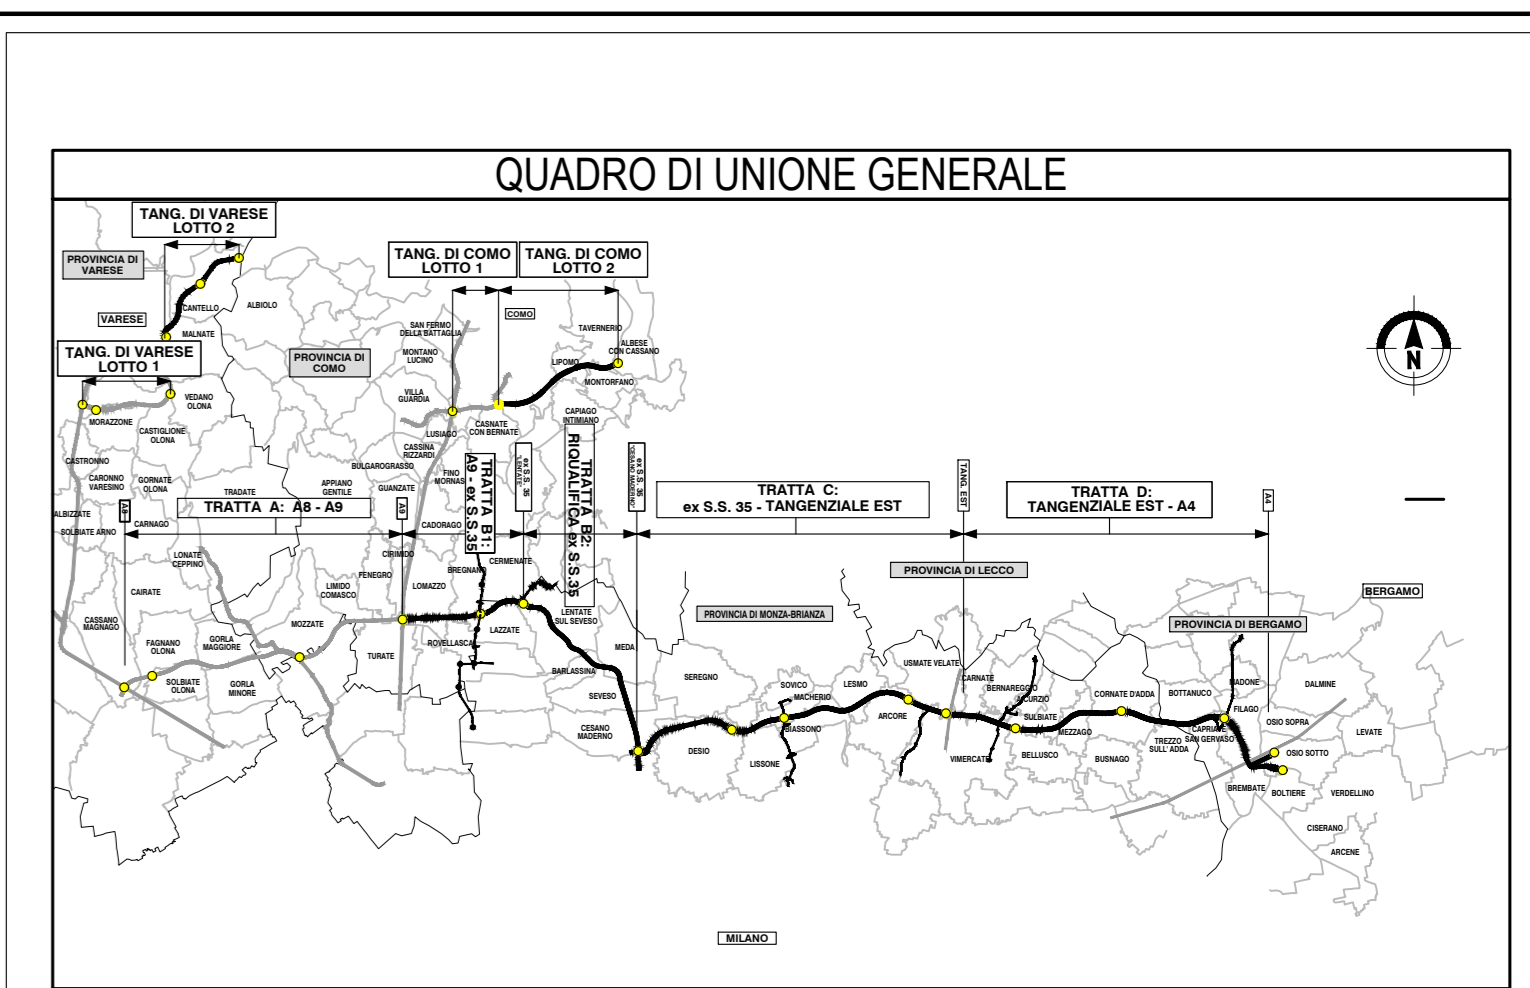 QUADRO DI UNIONE GENERALE
TANG. DI VARESE
LOTTO 2
PROVINCIA DI
VARESE
CANTELLO
ALBIOLO
VARESE
MALNATE
TANG. DI VARESE
LOTTO 1
PROVINCIA DI
COMO
TANG. DI COMO
LOTTO 1
TANG. DI COMO
LOTTO 2
COMO
SAN FERMO
DELLA BATTAGLIA
TAVERNERIO
MONTANO
LUCINO
ALBESE
CON CASSANO
LIPOMO
MONTORFANO
VILLA
GUARDIA
VEDANO
OLONA
MORAZZONE
CAPIAGO
INTIMIANO
CASNATE
CON BERNATE
LUSIAGO
CASTIGLIONE
OLONA
CASSINA
RIZZARDI
CASTRONNO
BULGAROGRASSO
CARONNO
VARESINO
GORNATE
OLONA
APPIANO
GENTILE
GUANZATE
FINO
MORNAS
TRADATE
TRATTA A: A8 - A9
A8
A9
ALBIZZATE
CARNAGO
SOLBIATE ARNO
CADORAGO
TRATTA B1:
A9 - ex S.S.35
ex S.S. 35
"LENTATE"
TRATTA B2:
RIQUALIFICA ex S.S.35
ex S.S. 35
"CESANO MADERNO"
TRATTA C:
ex S.S. 35 - TANGENZIALE EST
TANG. EST
TRATTA D:
TANGENZIALE EST - A4
A4
N
LONATE
CEPPINO
CIRIMIDO
CERMENATE
BREGNANO
FENEGRO
LOMAZZO
LIMIDO
COMASCO
CAIRATE
PROVINCIA DI LECCO
BERGAMO
PROVINCIA DI MONZA-BRIANZA
PROVINCIA DI BERGAMO
CASSANO
MAGNAGO
MOZZATE
LENTATE
SUL SEVESO
LAZZATE
ROVELLASCA
GORLA
MAGGIORE
FAGNANO
OLONA
TURATE
MEDA
BARLASSINA
SOLBIATE
OLONA
GORLA
MINORE
SEVESO
SEREGNO
SOVICO
MACHERIO
LESMO
USMATE VELATE
CARNATE
BERNAREGGIO
AICURZIO
CORNATE D'ADDA
BOTTANUCO
MADONE
DALMINE
FILAGO
ARCORE
SULBIATE
OSIO SOPRA
CESANO
MADERNO
BIASSONO
MEZZAGO
CAPRIATE
SAN GERVASO
LEVATE
DESIO
TREZZO
SULL' ADDA
OSIO SOTTO
LISSONE
VIMERCATE
BELLUSCO
BUSNAGO
BREMBATE
BOLTIERE
VERDELLINO
CISERANO
ARCENE
MILANO